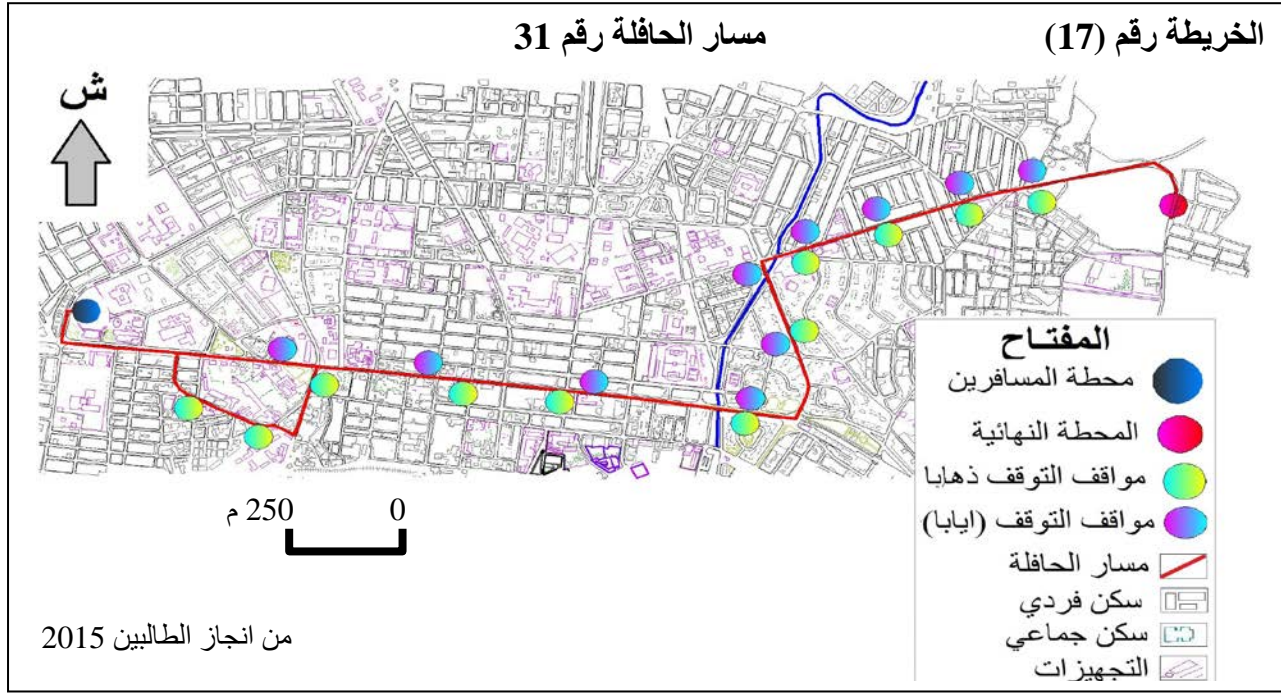 الخريطة رقم (17)
مسار الحافلة رقم 31
ش
المفتـاح
محطة المسافرين
المحطة النهائية
مواقف التوقف ذهابا
مواقف التوقف (ايابا)
مسار الحافلة
سكن فردي
سكن جماعي
التجهيزات
0
250 م
من انجاز الطالبين 2015